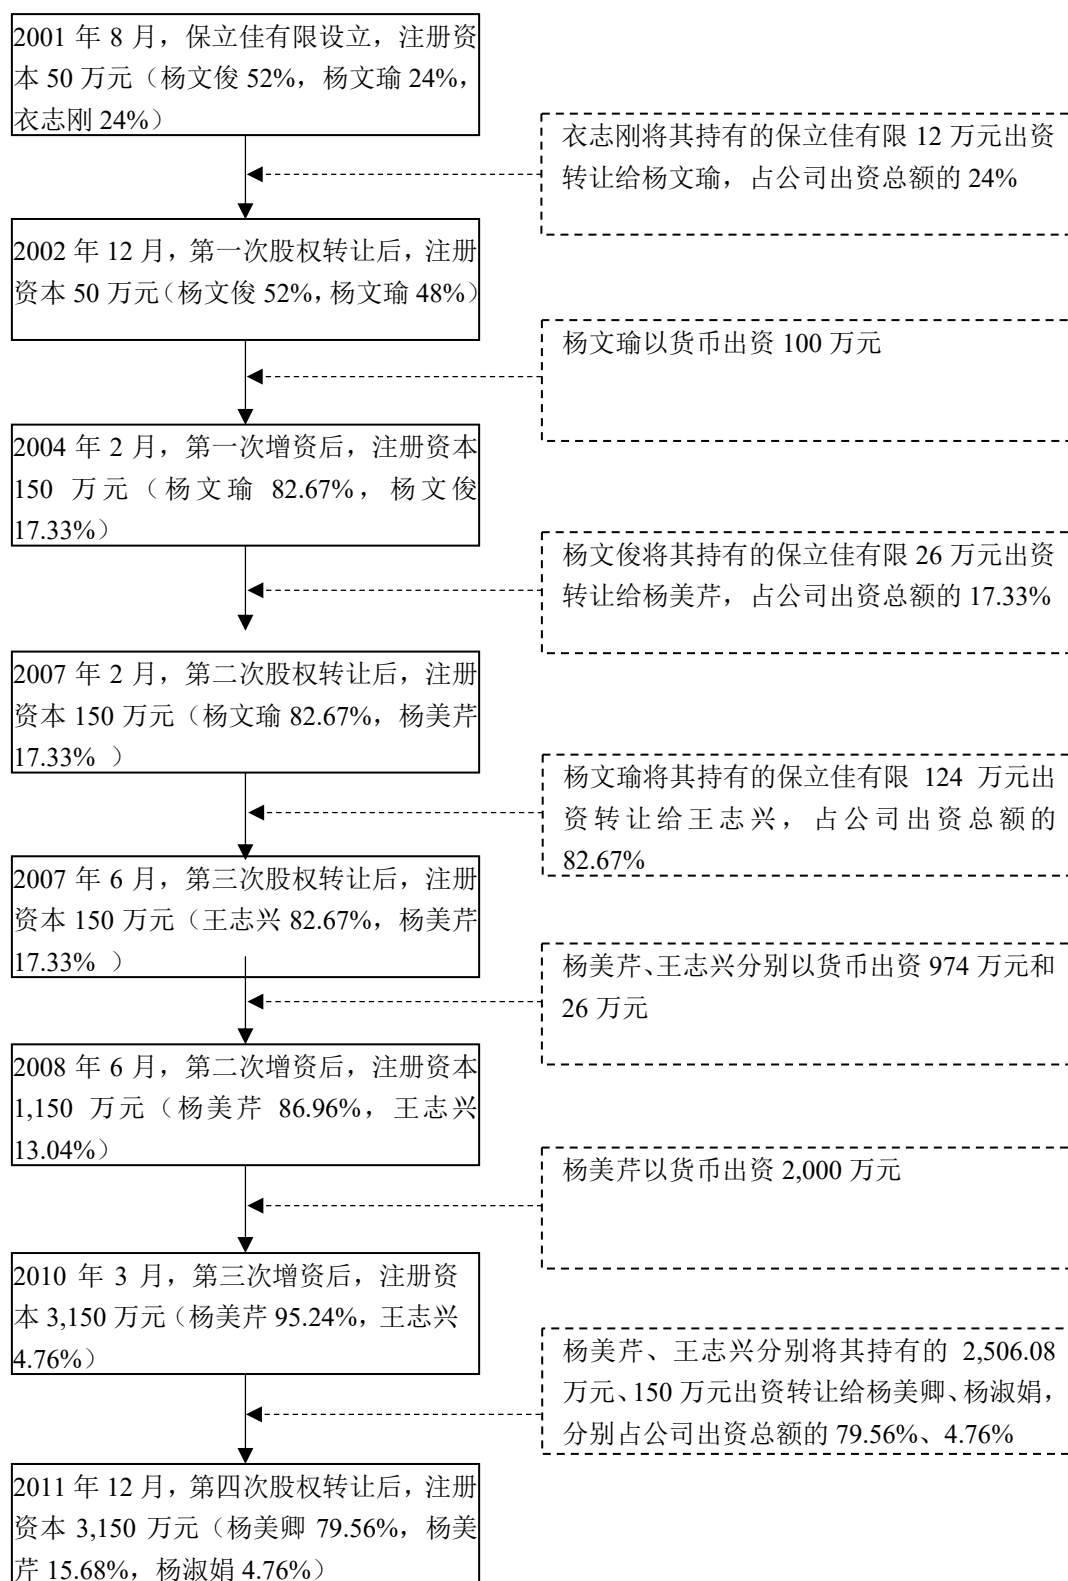 2001 年 8 月，保立佳有限设立，注册资
本 50 万元（杨文俊 52%，杨文瑜 24%，
衣志刚 24%）
衣志刚将其持有的保立佳有限 12 万元出资
转让给杨文瑜，占公司出资总额的 24%
2002 年 12 月，第一次股权转让后，注册
资本 50 万元（杨文俊 52%，杨文瑜 48%）
杨文瑜以货币出资 100 万元
2004 年 2 月，第一次增资后，注册资本
150 万元（杨文瑜 82.67%，杨文俊
17.33%）
杨文俊将其持有的保立佳有限 26 万元出资
转让给杨美芹，占公司出资总额的 17.33%
2007 年 2 月，第二次股权转让后，注册
资本 150 万元（杨文瑜 82.67%，杨美芹
17.33% ）
杨文瑜将其持有的保立佳有限 124 万元出
资转让给王志兴，占公司出资总额的
82.67%
2007 年 6 月，第三次股权转让后，注册
资本 150 万元（王志兴 82.67%，杨美芹
17.33% ）
杨美芹、王志兴分别以货币出资 974 万元和
26 万元
2008 年 6 月，第二次增资后，注册资本
1,150 万元（杨美芹 86.96%，王志兴
13.04%）
杨美芹以货币出资 2,000 万元
2010 年 3 月，第三次增资后，注册资
本 3,150 万元（杨美芹 95.24%，王志兴
4.76%）
杨美芹、王志兴分别将其持有的 2,506.08
万元、150 万元出资转让给杨美卿、杨淑娟，
分别占公司出资总额的 79.56%、4.76%
2011 年 12 月，第四次股权转让后，注册
资本 3,150 万元（杨美卿 79.56%，杨美
芹 15.68%，杨淑娟 4.76%）